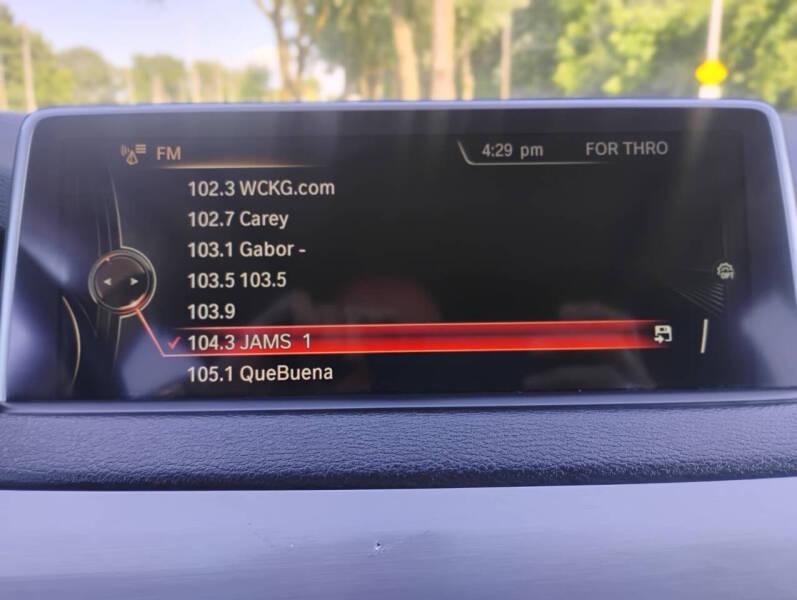 FM
4:29 pm
FOR THRO
102.3 WCKG.com
102.7 Carey
103.1 Gabor -
103.5 103.5
103.9
104.3 JAMS 1
105.1 QueBuena